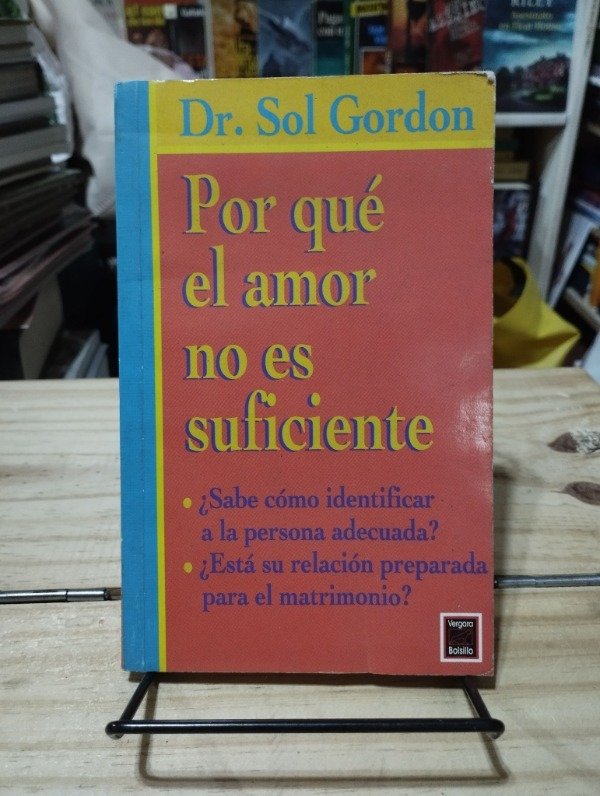 Dr. Sol Gordon
Por qué
el amor
no es
suficiente
• ¿Sabe cómo identificar
a la persona adecuada?
• ¿Está su relación preparada
para el matrimonio?
Vergara
Bolsillo
RILEY